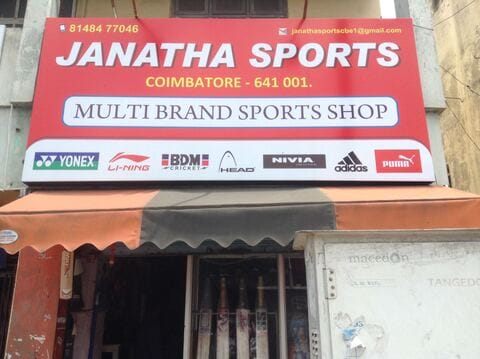 81484 77046
janathasportscbe1@gmail.com
JANATHA SPORTS
COIMBATORE - 641 001.
MULTI BRAND SPORTS SHOP
YONEX
LI-NING
BDM
CRICKET
HEAD
NIVIA
adidas
PUMA
macedon
TANGEDC